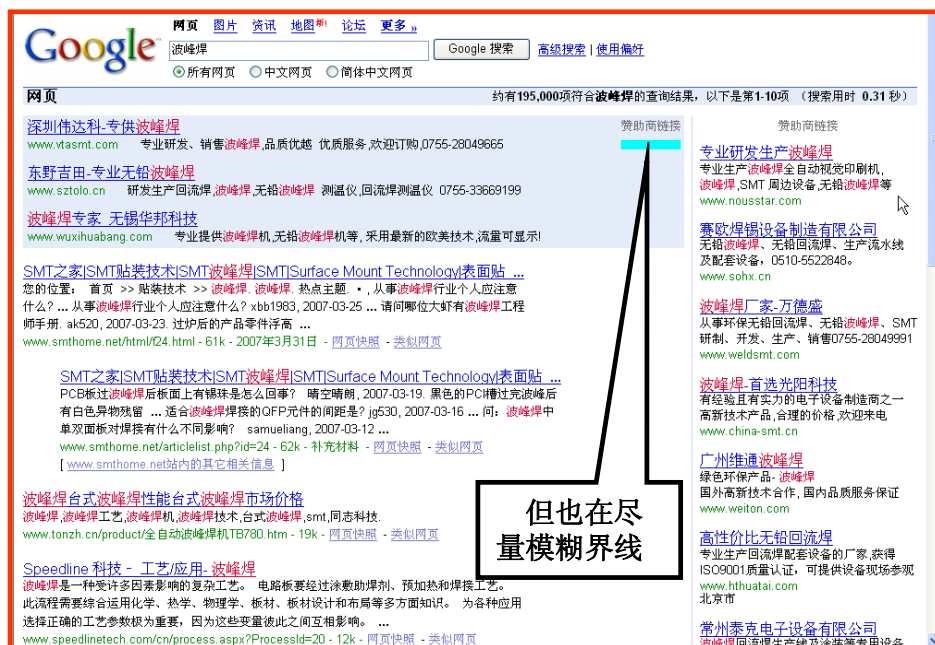 Google
网页 图片 资讯 地图新! 论坛 更多 »
波峰焊
Google 搜索 高级搜索 | 使用偏好
所有网页 中文网页 简体中文网页
网页
约有195,000项符合波峰焊的查询结果，以下是第1-10项 （搜索用时 0.31 秒）
深圳伟达科-专供波峰焊
赞助商链接
www.vtasmt.com 专业研发、销售波峰焊,品质优越 优质服务,欢迎订购,0755-28049665
东野吉田-专业无铅波峰焊
www.sztolo.cn 研发生产回流焊,波峰焊,无铅波峰焊 测温仪,回流焊测温仪 0755-33669199
波峰焊专家 无锡华邦科技
www.wuxihuabang.com 专业提供波峰焊机,无铅波峰焊机等, 采用最新的欧美技术,流量可显示!
SMT之家|SMT贴装技术|SMT波峰焊|SMT|Surface Mount Technology|表面贴 ...
您的位置： 首页 >> 贴装技术 >> 波峰焊. 波峰焊. 热点主题. • , 从事波峰焊行业个人应注意
什么? ... 从事波峰焊行业个人应注意什么? xbb1983, 2007-03-25 ... 请问哪位大虾有波峰焊工程
师手册. ak520, 2007-03-23. 过炉后的产品零件浮高 ...
www.smthome.net/html/f24.html - 61k - 2007年3月31日 - 网页快照 - 类似网页
SMT之家|SMT贴装技术|SMT波峰焊|SMT|Surface Mount Technology|表面贴 ...
PCB板过波峰焊后板面上有锡珠是怎么回事? 晴空晴朗, 2007-03-19. 黑色的PCI槽过完波峰后
有白色异物残留 ... 适合波峰焊焊接的QFP元件的间距是? jg530, 2007-03-16 ... 问：波峰焊中
单双面板对焊接有什么不同影响? samueliang, 2007-03-12 ...
www.smthome.net/articlelist.php?id=24 - 62k - 补充材料 - 网页快照 - 类似网页
[ www.smthome.net站内的其它相关信息 ]
波峰焊台式波峰焊性能台式波峰焊市场价格
波峰焊,波峰焊工艺,波峰焊机,波峰焊技术,台式波峰焊,smt,同志科技.
www.tonzh.cn/product/全自动波峰焊机TB780.htm - 19k - 网页快照 - 类似网页
Speedline 科技 - 工艺/应用- 波峰焊
波峰焊是一种受许多因素影响的复杂工艺。 电路板要经过涂敷助焊剂、预加热和焊接工艺。
此流程需要综合运用化学、热学、物理学、板材、板材设计和布局等多方面知识。 为各种应用
选择正确的工艺参数极为重要，因为这些变量彼此之间互相影响。 ...
www.speedlinetech.com/cn/process.aspx?ProcessId=20 - 12k - 网页快照 - 类似网页
但也在尽
量模糊界线
赞助商链接
专业研发生产波峰焊
专业生产波峰焊全自动视觉印刷机,
波峰焊,SMT 周边设备,无铅波峰焊等
www.nousstar.com
赛欧焊锡设备制造有限公司
无铅波峰焊、无铅回流焊、生产流水线
及配套设备，0510-5522848。
www.sohx.cn
波峰焊厂家-万德盛
从事环保无铅回流焊、无铅波峰焊、SMT
研制、开发、生产、销售0755-28049991
www.weldsmt.com
波峰焊-首选光阳科技
有经验且有实力的电子设备制造商之一
高新技术产品,合理的价格,欢迎来电
www.china-smt.cn
广州维通波峰焊
绿色环保产品- 波峰焊
国外高新技术合作, 国内品质服务保证
www.weiton.com
高性价比无铅回流焊
专业生产回流焊配套设备的厂家,获得
ISO9001质量认证，可提供设备现场参观
www.hthuatai.com
北京市
常州泰克电子设备有限公司
波峰焊回流焊生产线及涂装等专用设备